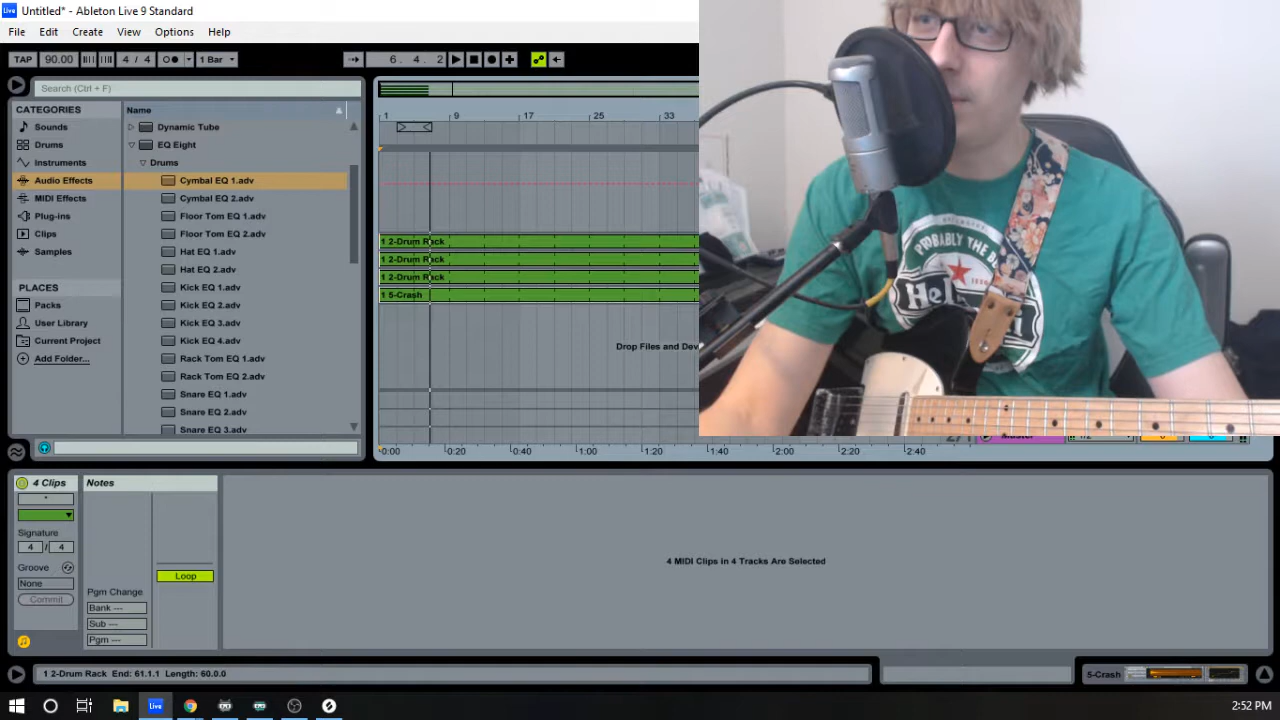 Live Untitled* - Ableton Live 9 Standard
File Edit Create View Options Help
TAP 90.00 4 / 4 1 Bar 6. 4. 2
Search (Ctrl + F)
CATEGORIES
Sounds
Drums
Instruments
Audio Effects
MIDI Effects
Plug-ins
Clips
Samples
PLACES
Packs
User Library
Current Project
Add Folder...
Name
Dynamic Tube
EQ Eight
Drums
Cymbal EQ 1.adv
Cymbal EQ 2.adv
Floor Tom EQ 1.adv
Floor Tom EQ 2.adv
Hat EQ 1.adv
Hat EQ 2.adv
Kick EQ 1.adv
Kick EQ 2.adv
Kick EQ 3.adv
Kick EQ 4.adv
Rack Tom EQ 1.adv
Rack Tom EQ 2.adv
Snare EQ 1.adv
Snare EQ 2.adv
Snare EQ 3.adv
1 9 17 25 33
1 2-Drum Rack
1 2-Drum Rack
1 2-Drum Rack
1 5-Crash
Drop Files and Dev
PROBABLY THE B
Hei
Master 1/2
0:00 0:20 0:40 1:00 1:20 1:40 2:00 2:20 2:40
4 Clips
*
Signature
4 / 4
Groove
None
Commit
Notes
Loop
Pgm Change
Bank ---
Sub ---
Pgm ---
4 MIDI Clips in 4 Tracks Are Selected
1 2-Drum Rack End: 61.1.1 Length: 60.0.0
5-Crash
Live
2:52 PM